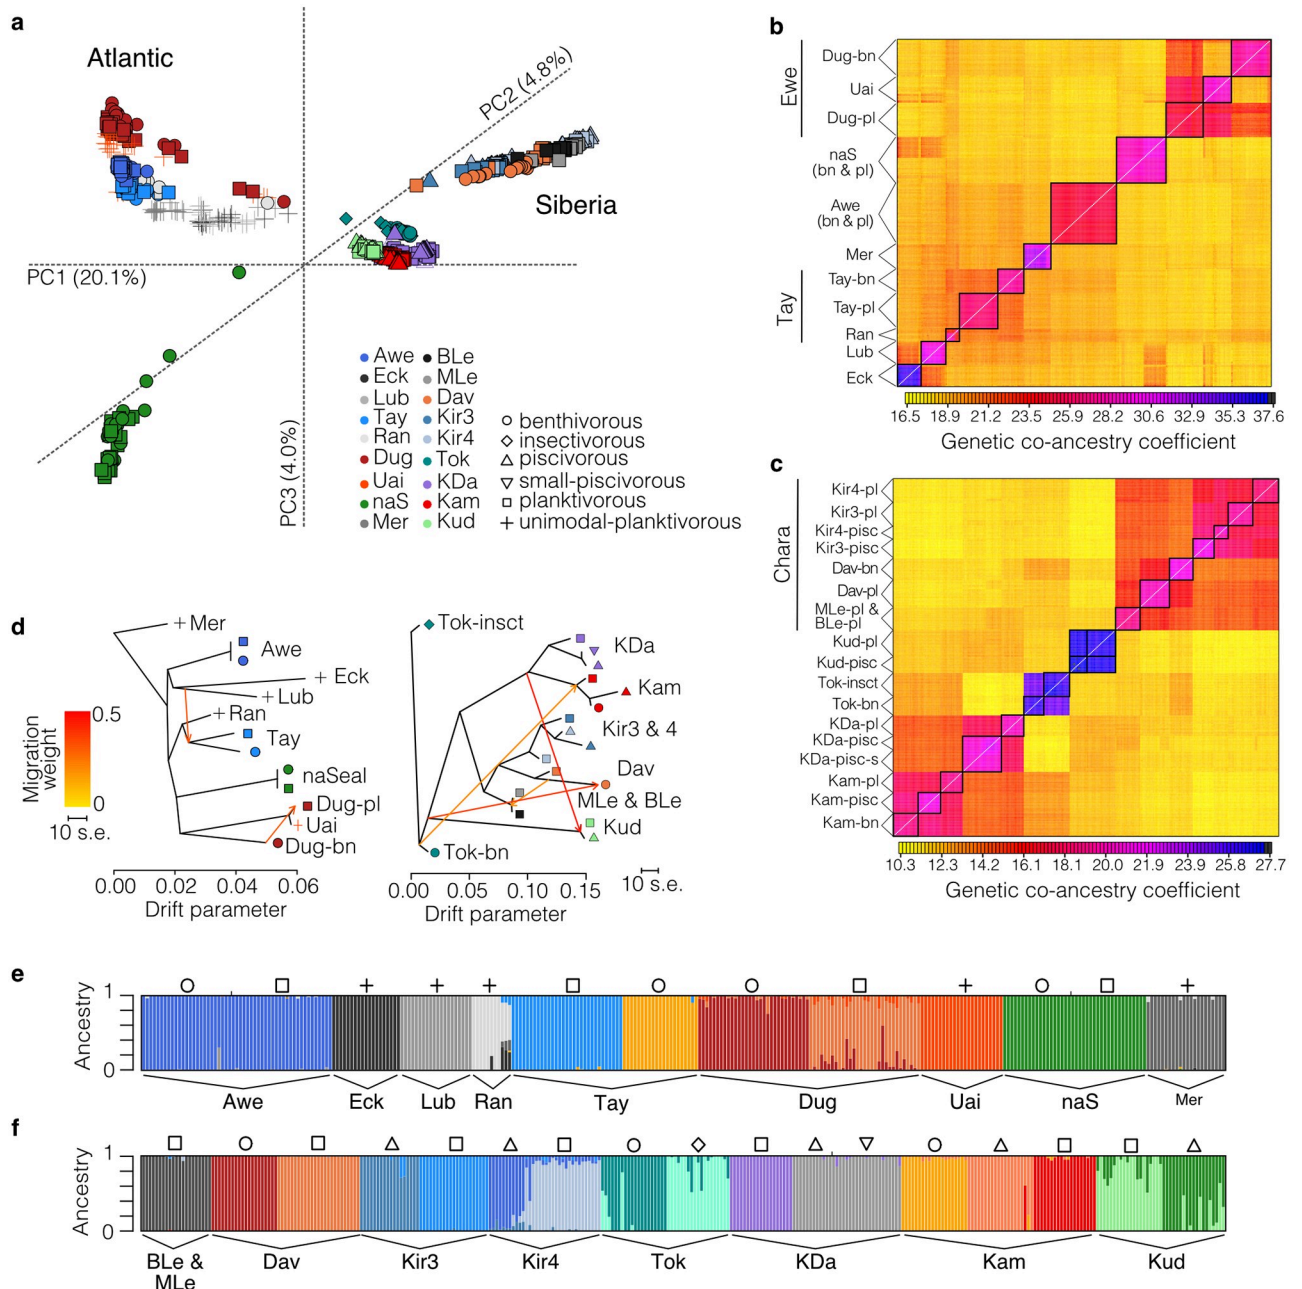 a
Atlantic
PC2 (4.8%)
Siberia
PC1 (20.1%)
PC3 (4.0%)
Awe
Eck
Lub
Tay
Ran
Dug
Uai
naS
Mer
BLe
MLe
Dav
Kir3
Kir4
Tok
KDa
Kam
Kud
benthivorous
insectivorous
piscivorous
small-piscivorous
planktivorous
unimodal-planktivorous
b
Ewe
Tay
Dug-bn
Uai
Dug-pl
naS
(bn & pl)
Awe
(bn & pl)
Mer
Tay-bn
Tay-pl
Ran
Lub
Eck
16.5 18.9 21.2 23.5 25.9 28.2 30.6 32.9 35.3 37.6
Genetic co-ancestry coefficient
c
Chara
Kir4-pl
Kir3-pl
Kir4-pisc
Kir3-pisc
Dav-bn
Dav-pl
MLe-pl &
BLe-pl
Kud-pl
Kud-pisc
Tok-insct
Tok-bn
KDa-pl
KDa-pisc
KDa-pisc-s
Kam-pl
Kam-pisc
Kam-bn
10.3 12.3 14.2 16.1 18.1 20.0 21.9 23.9 25.8 27.7
Genetic co-ancestry coefficient
d
Migration
weight
0.5
0
10 s.e.
Mer
Awe
Eck
Lub
Ran
Tay
naSeal
Dug-pl
Uai
Dug-bn
0.00 0.02 0.04 0.06
Drift parameter
Tok-insct
KDa
Kam
Kir3 & 4
Dav
MLe & BLe
Kud
Tok-bn
0.00 0.05 0.10 0.15
Drift parameter
10 s.e.
e
Ancestry
1
0
Awe Eck Lub Ran Tay Dug Uai naS Mer
f
Ancestry
1
0
BLe &
MLe
Dav Kir3 Kir4 Tok KDa Kam Kud